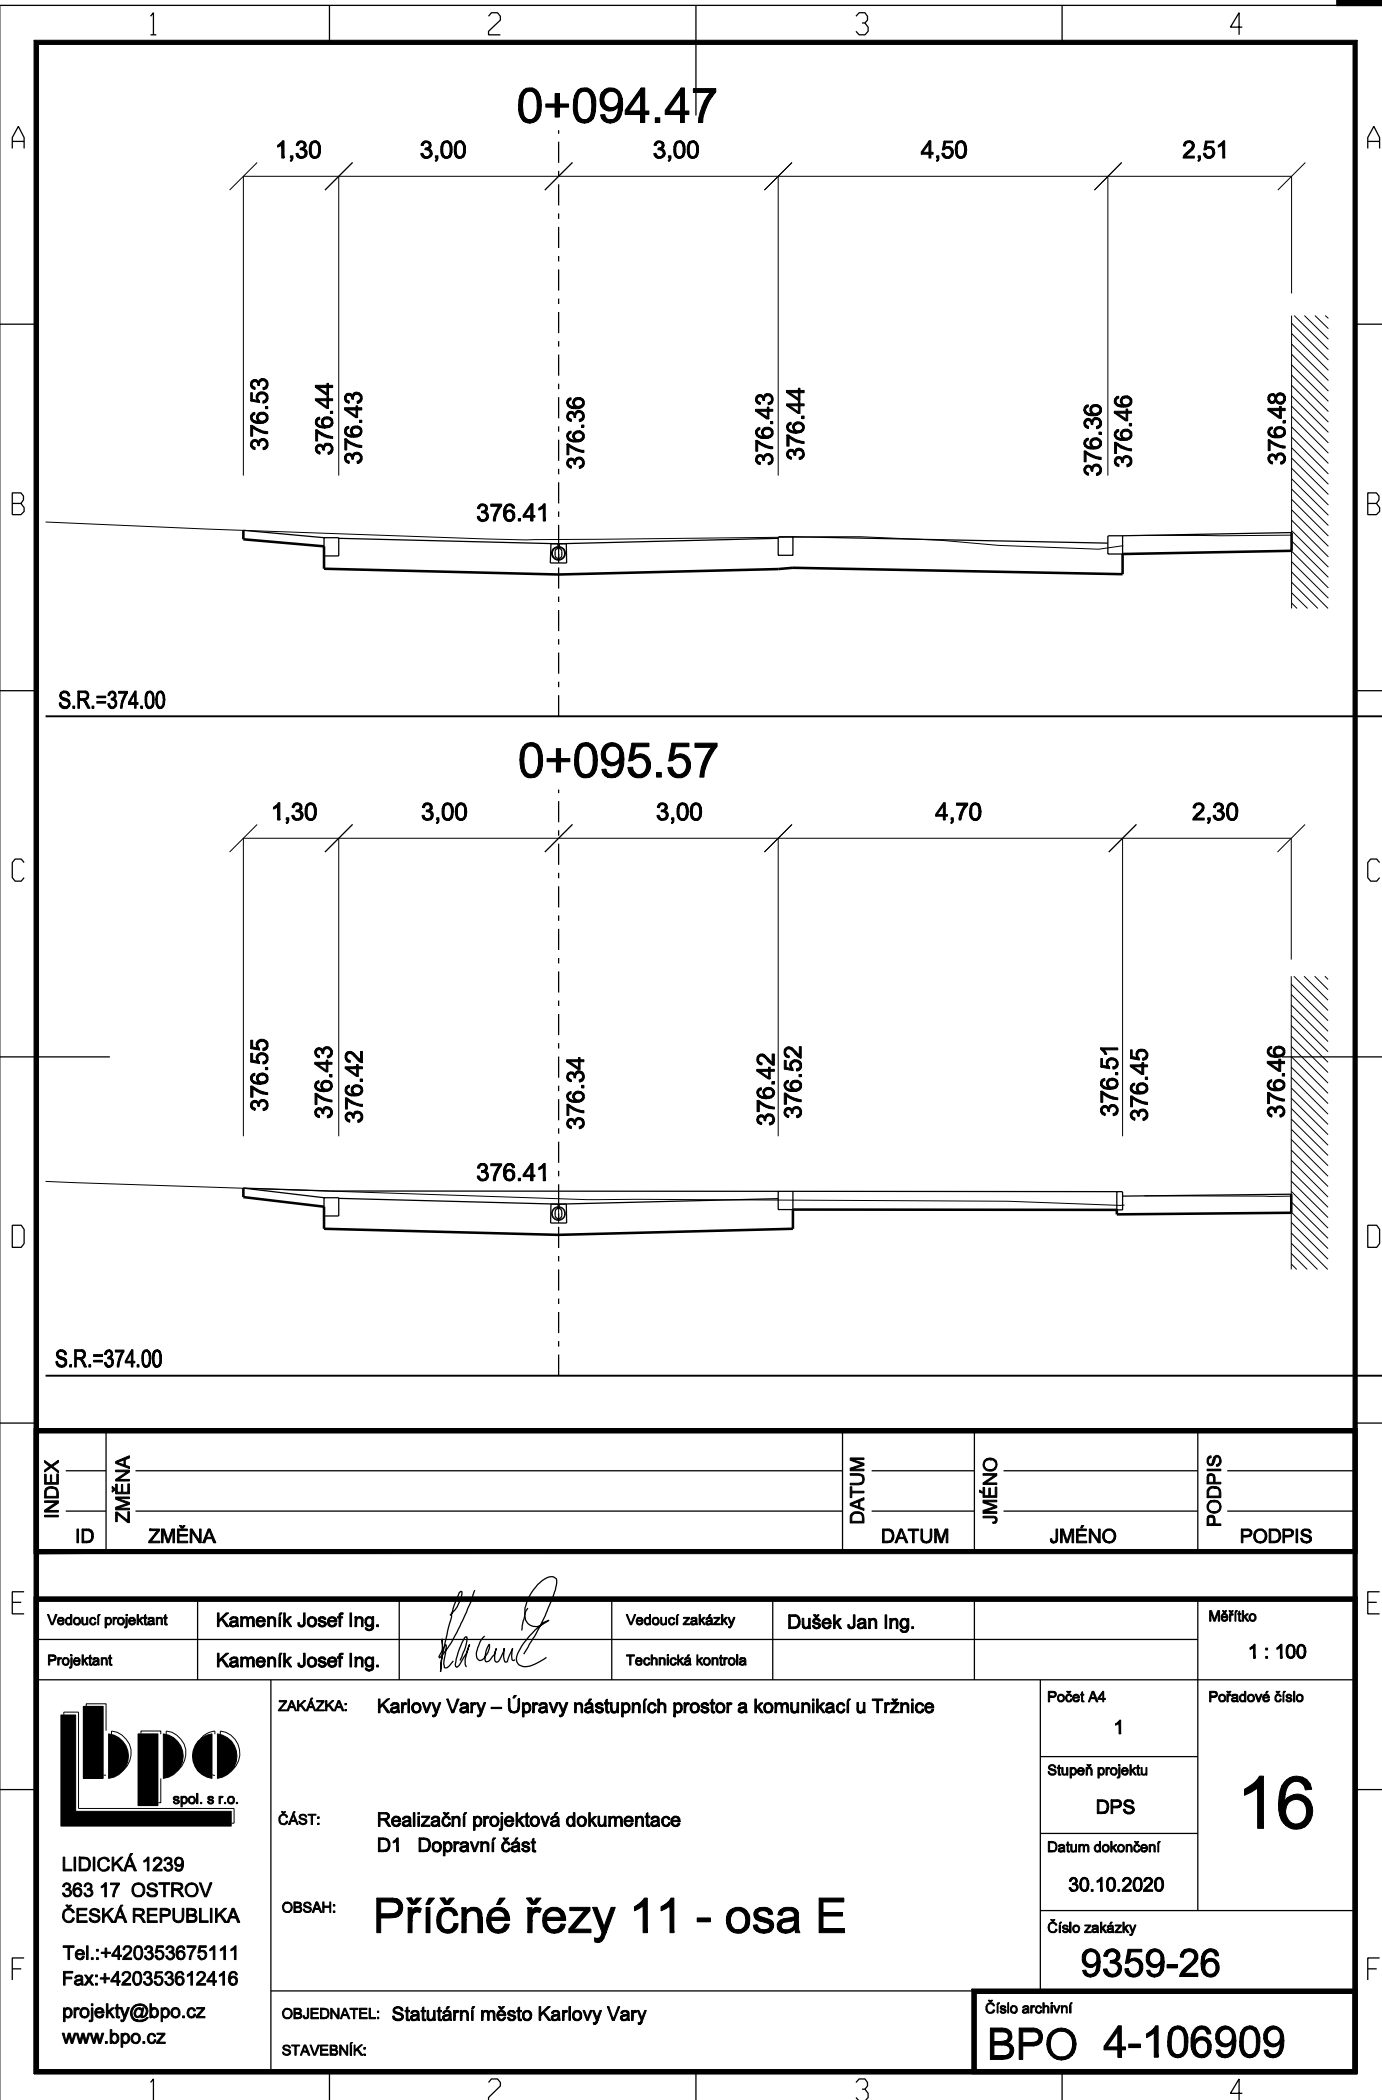 1 2 3 4
A A
0+094.47
1,30 3,00 3,00 4,50 2,51
376.53 376.44 376.43 376.36 376.43 376.44 376.36 376.46 376.48
B B
376.41
S.R.=374.00
0+095.57
1,30 3,00 3,00 4,70 2,30
C C
376.55 376.43 376.42 376.34 376.42 376.52 376.51 376.45 376.46
376.41
D D
S.R.=374.00
INDEX ZMĚNA DATUM JMÉNO PODPIS
ID ZMĚNA DATUM JMÉNO PODPIS
E E
Vedoucí projektant Kameník Josef Ing. Vedoucí zakázky Dušek Jan Ing. Měřítko
1 : 100
Projektant Kameník Josef Ing. Technická kontrola
ZAKÁZKA: Karlovy Vary – Úpravy nástupních prostor a komunikací u Tržnice
Počet A4
1
Pořadové číslo
16
bpo
spol. s r.o.
Stupeň projektu
DPS
ČÁST: Realizační projektová dokumentace
D1 Dopravní část
Datum dokončení
30.10.2020
LIDICKÁ 1239
363 17 OSTROV
ČESKÁ REPUBLIKA
OBSAH: Příčné řezy 11 - osa E
Číslo zakázky
9359-26
Tel.:+420353675111
Fax:+420353612416
F F
projekty@bpo.cz
www.bpo.cz
OBJEDNATEL: Statutární město Karlovy Vary
STAVEBNÍK:
Číslo archivní
BPO 4-106909
1 2 3 4